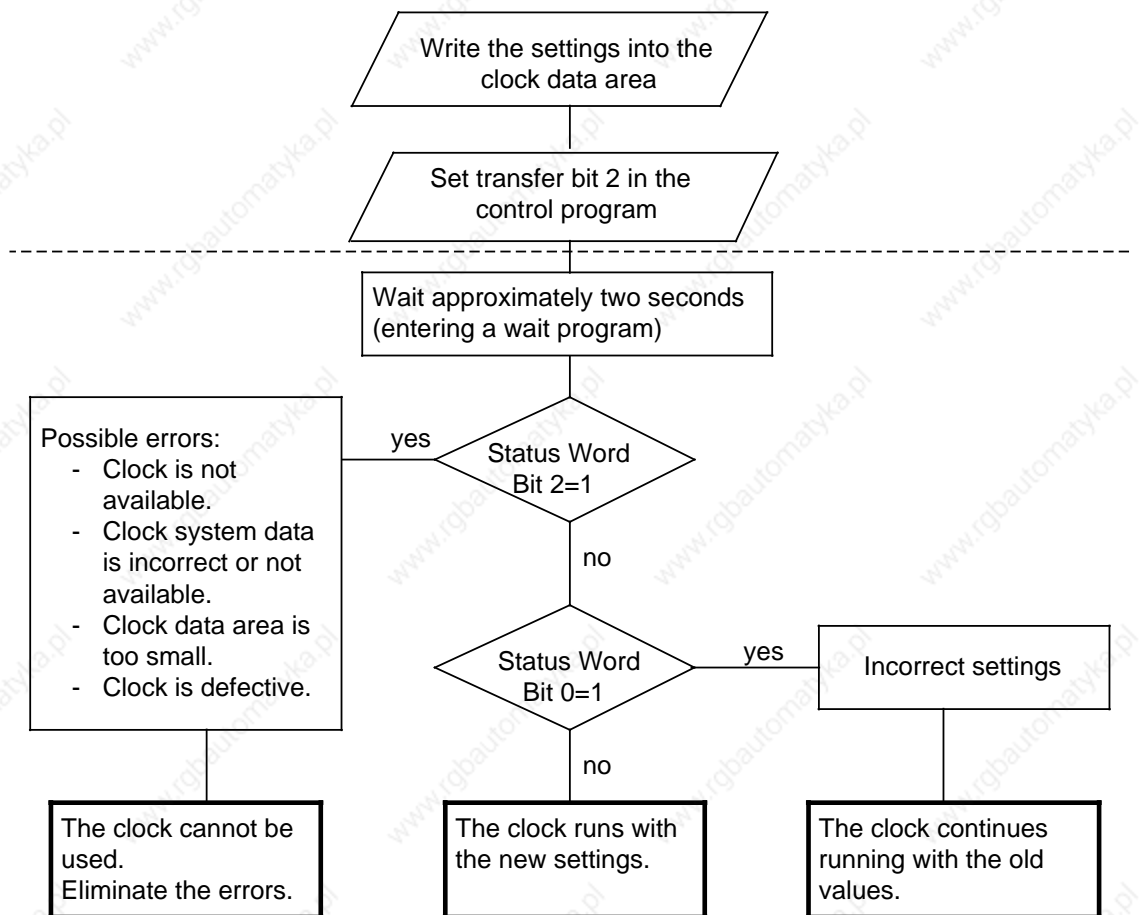 Write the settings into the
clock data area
Set transfer bit 2 in the
control program
Wait approximately two seconds
(entering a wait program)
Possible errors:
- Clock is not
available.
- Clock system data
is incorrect or not
available.
- Clock data area is
too small.
- Clock is defective.
yes
Status Word
Bit 2=1
no
Status Word
Bit 0=1
yes
Incorrect settings
no
The clock cannot be
used.
Eliminate the errors.
The clock runs with
the new settings.
The clock continues
running with the old
values.
www.rgbautomatyka.pl